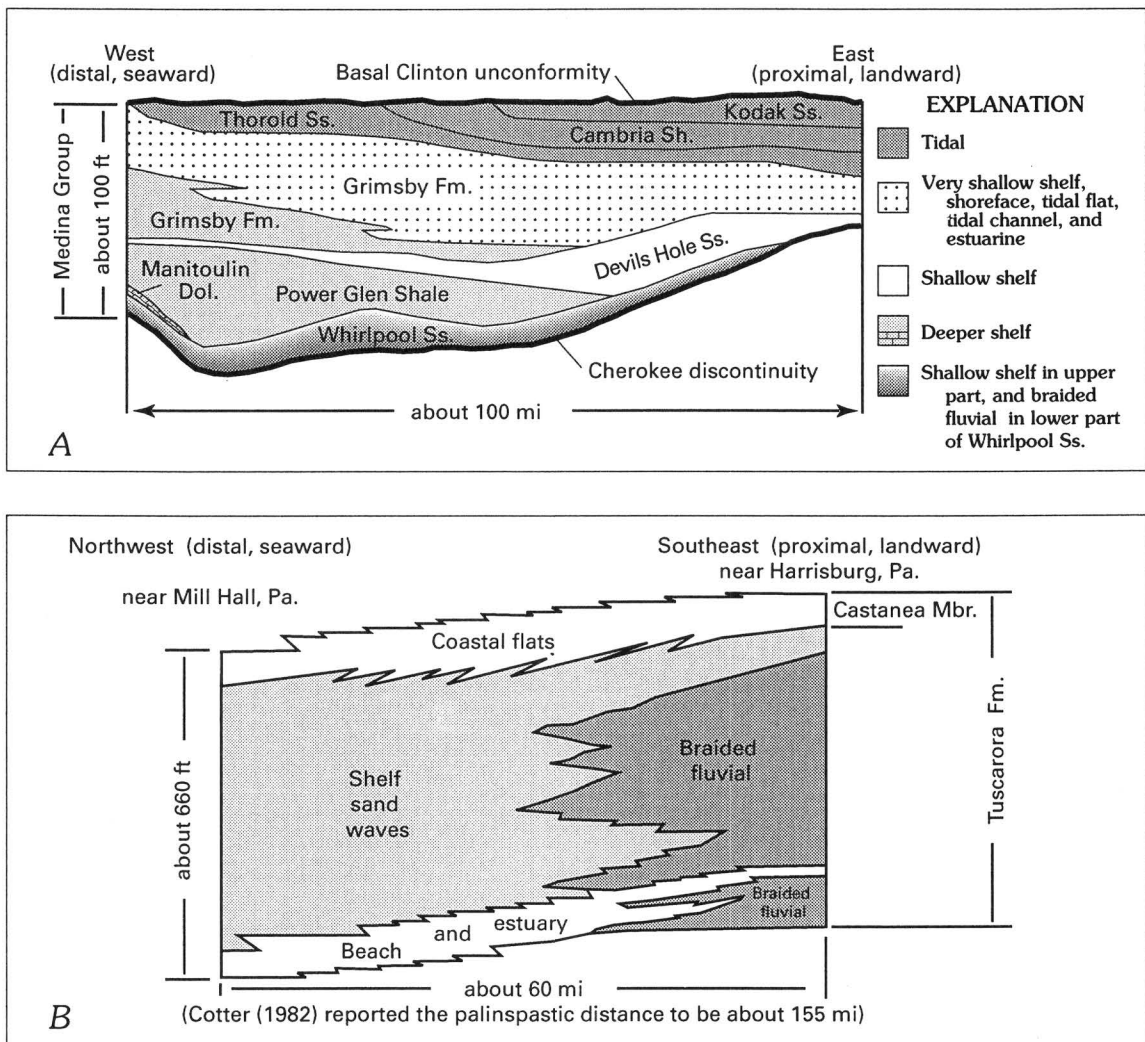 West
(distal, seaward)
East
(proximal, landward)
Basal Clinton unconformity
Medina Group
about 100 ft
Thorold Ss.
Kodak Ss.
Cambria Sh.
Grimsby Fm.
Grimsby Fm.
Devils Hole Ss.
Manitoulin
Dol.
Power Glen Shale
Whirlpool Ss.
Cherokee discontinuity
about 100 mi
A
EXPLANATION
Tidal
Very shallow shelf,
shoreface, tidal flat,
tidal channel, and
estuarine
Shallow shelf
Deeper shelf
Shallow shelf in upper
part, and braided
fluvial in lower part
of Whirlpool Ss.
Northwest (distal, seaward)
Southeast (proximal, landward)
near Harrisburg, Pa.
near Mill Hall, Pa.
Castanea Mbr.
Coastal flats
about 660 ft
Shelf
sand
waves
Braided
fluvial
Tuscarora Fm.
Braided
fluvial
Beach and estuary
about 60 mi
(Cotter (1982) reported the palinspastic distance to be about 155 mi)
B